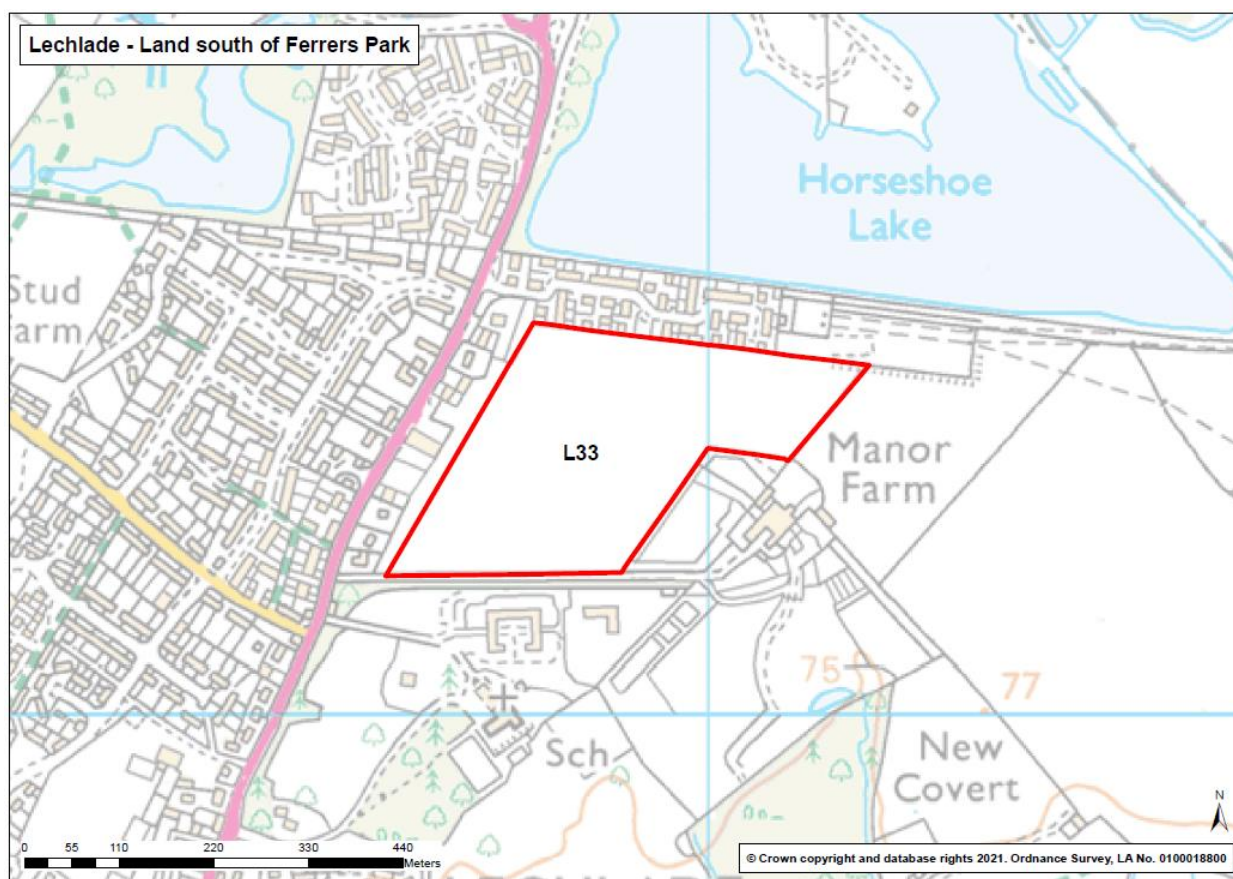 Lechlade - Land south of Ferrers Park
Horseshoe
Lake
Stud
arm
L33
Manor
Farm
75
77
Sch
New
Covert
N
0 55 110 220 330 440
Meters
© Crown copyright and database rights 2021. Ordnance Survey, LA No. 0100018800